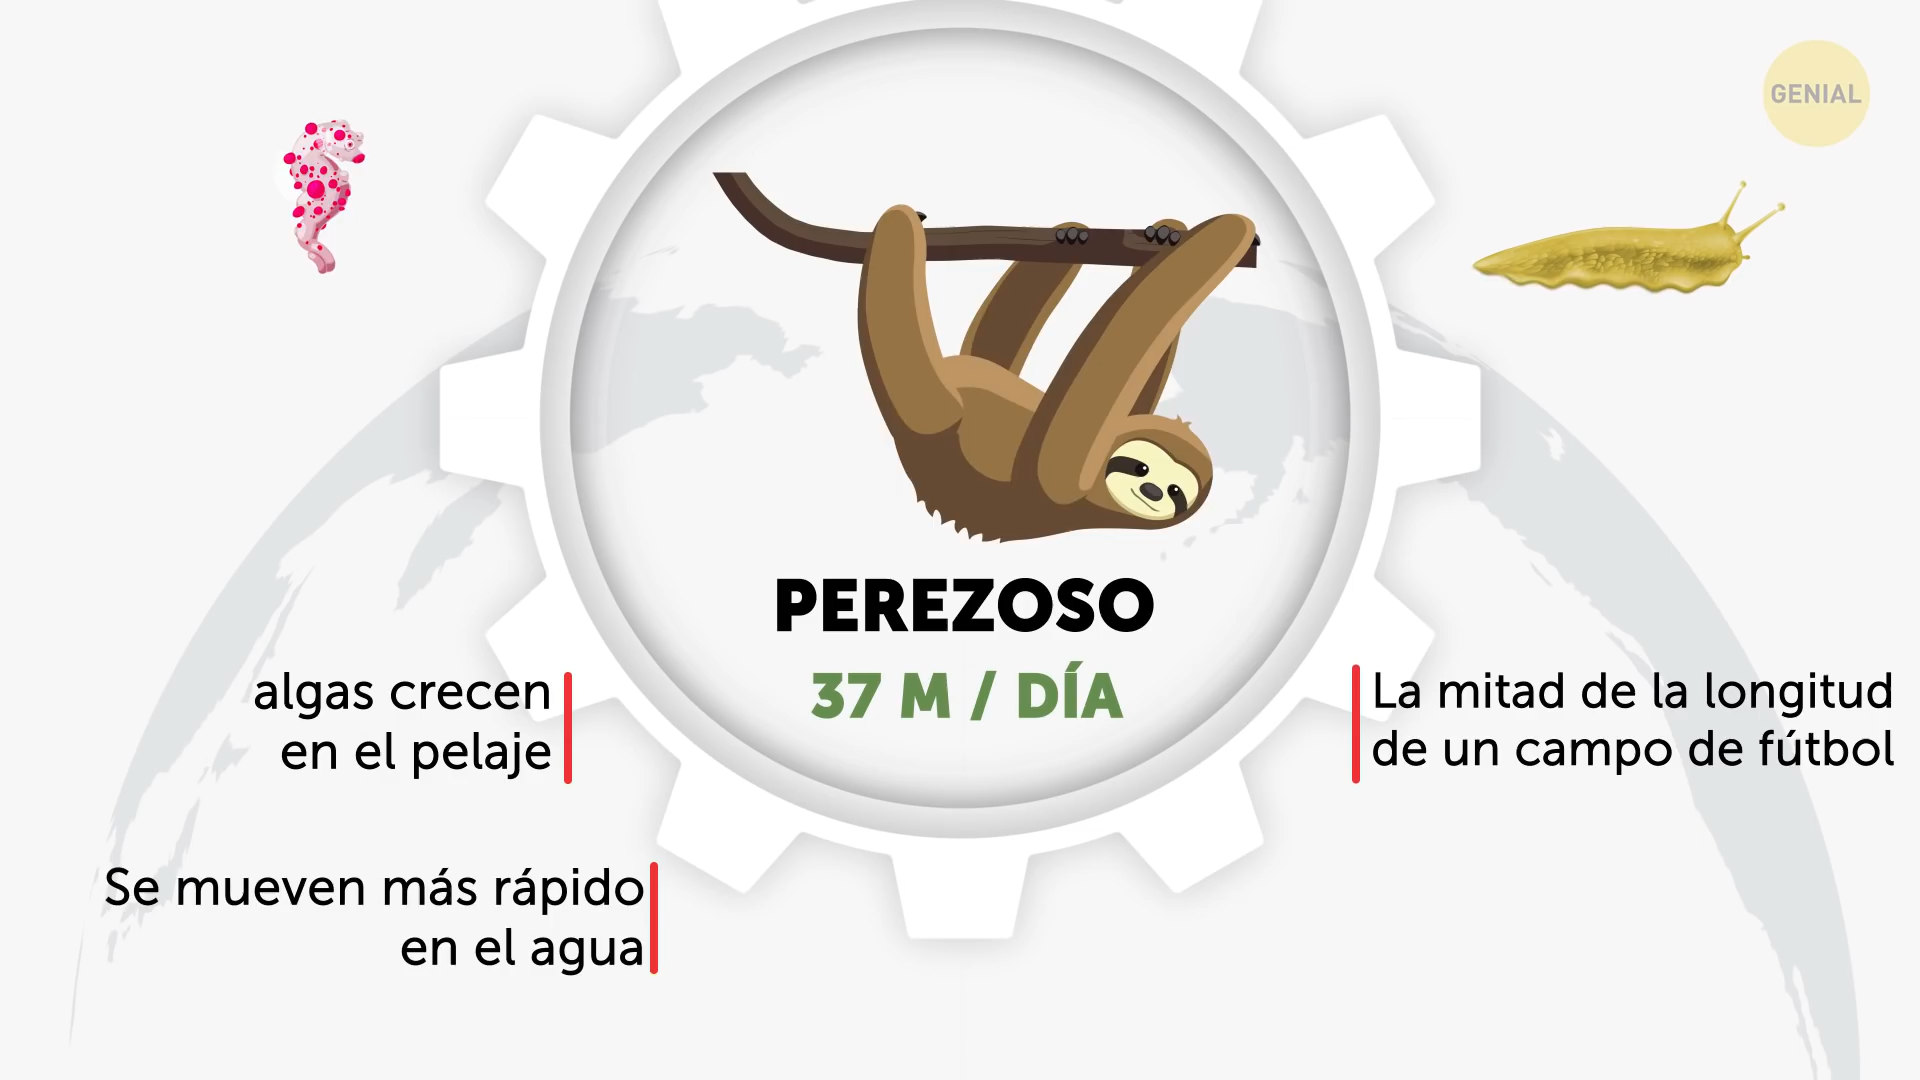 GENIAL
PEREZOSO
37 M / DÍA
algas crecen
en el pelaje
La mitad de la longitud
de un campo de fútbol
Se mueven más rápido
en el agua